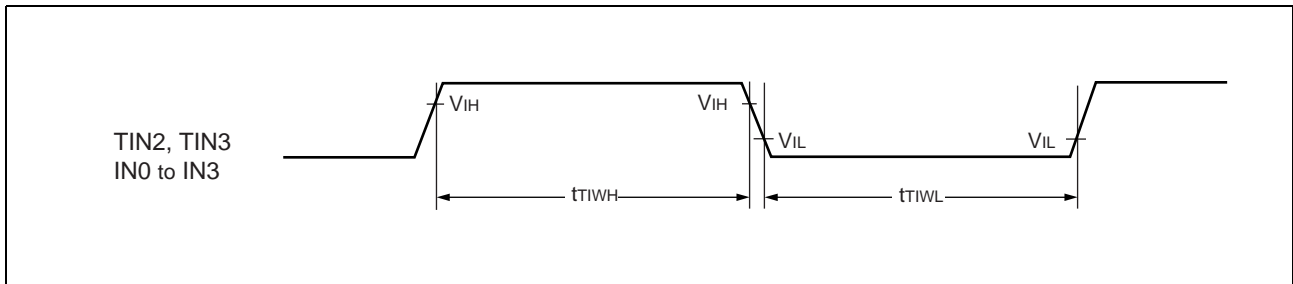 VIH
VIH
TIN2, TIN3
IN0 to IN3
VIL
VIL
tTIWH
tTIWL